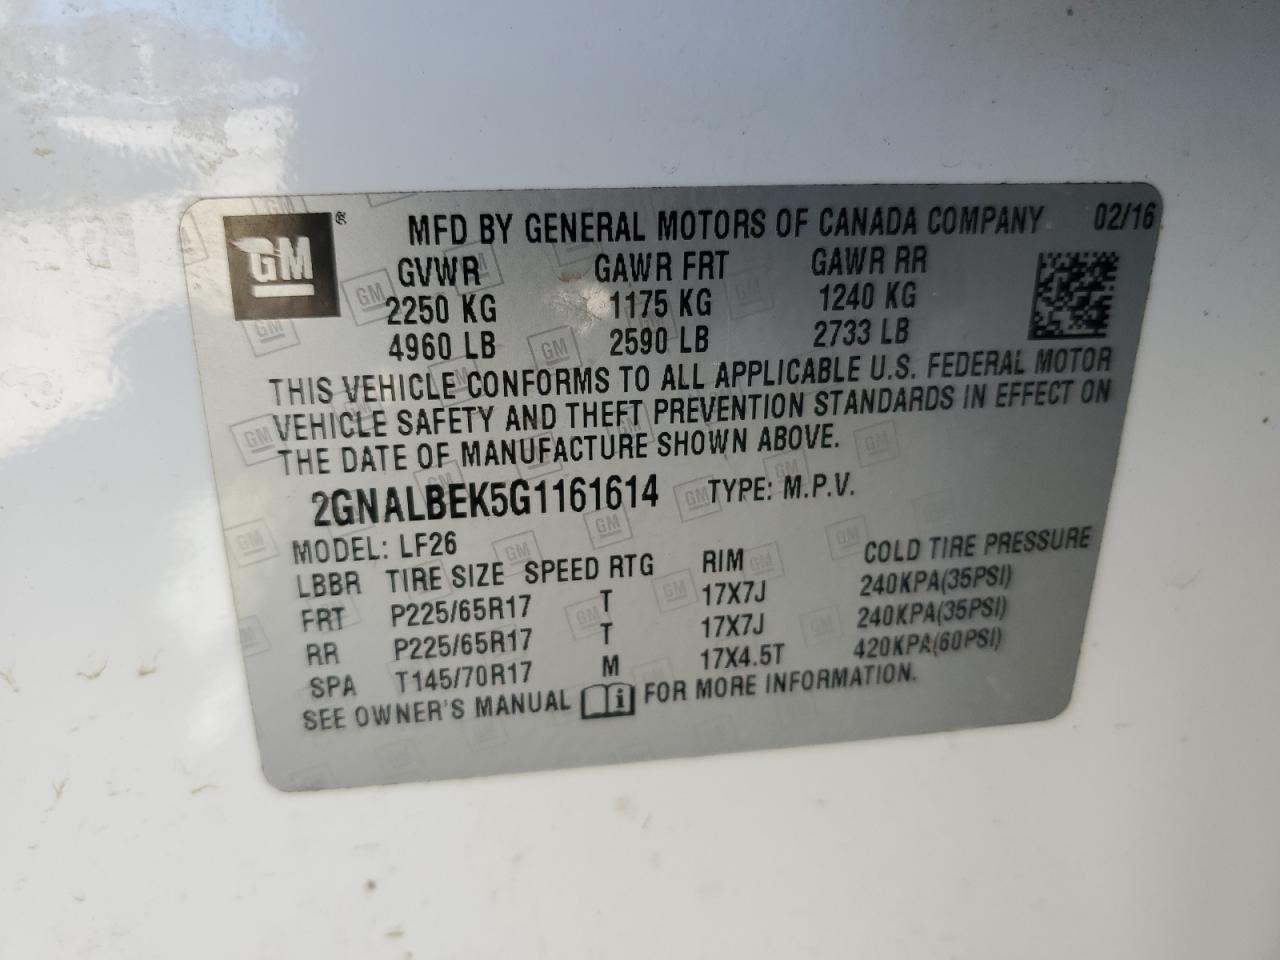 GM ® MFD BY GENERAL MOTORS OF CANADA COMPANY 02/16
GVWR GAWR FRT GAWR RR
2250 KG 1175 KG 1240 KG
4960 LB 2590 LB 2733 LB
THIS VEHICLE CONFORMS TO ALL APPLICABLE U.S. FEDERAL MOTOR
VEHICLE SAFETY AND THEFT PREVENTION STANDARDS IN EFFECT ON
THE DATE OF MANUFACTURE SHOWN ABOVE.
2GNALBEK5G1161614 TYPE: M.P.V.
MODEL: LF26
LBBR TIRE SIZE SPEED RTG RIM COLD TIRE PRESSURE
FRT P225/65R17 T 17X7J 240KPA(35PSI)
RR P225/65R17 T 17X7J 240KPA(35PSI)
SPA T145/70R17 M 17X4.5T 420KPA(60PSI)
SEE OWNER'S MANUAL i FOR MORE INFORMATION.